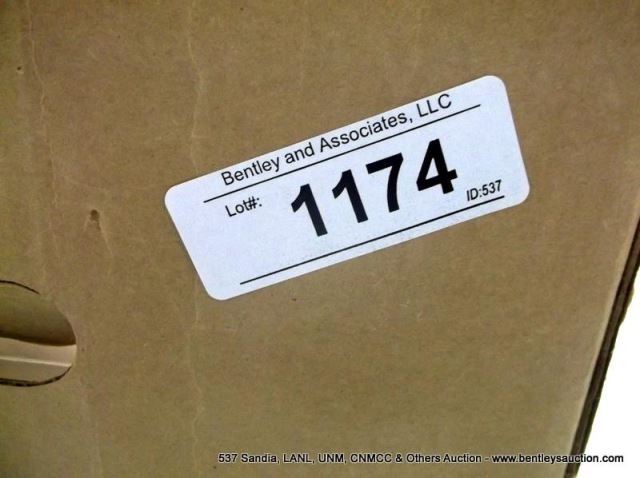 Bentley and Associates, LLC
Lot#: 1174
ID:537
537 Sandia, LANL, UNM, CNMCC & Others Auction - www.bentleysauction.com